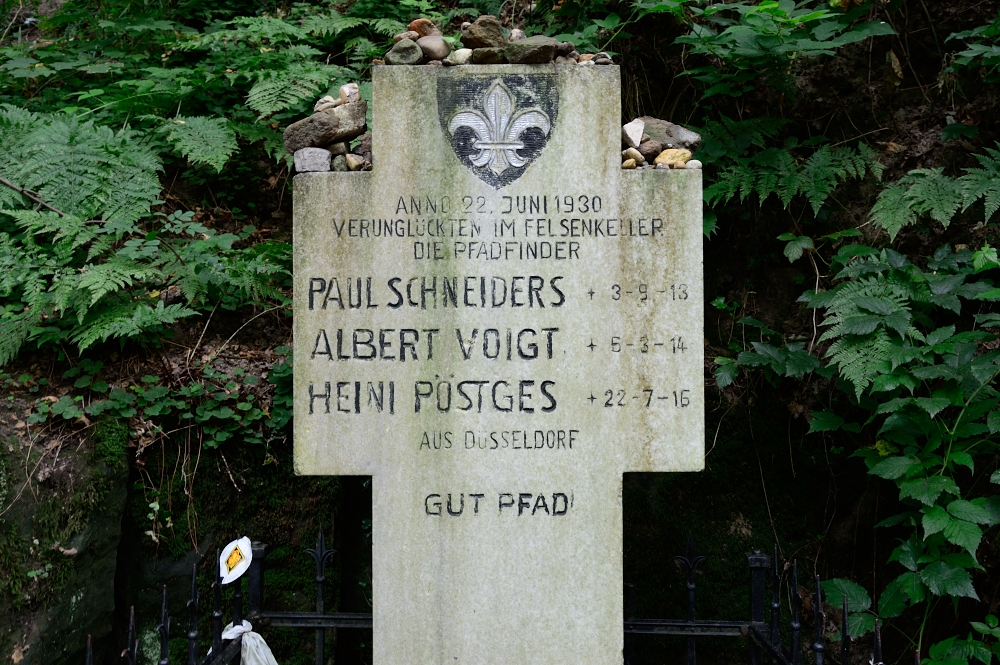 ANNO 22. JUNI 1930
VERUNGLÜCKTEN IM FELSENKELLER
DIE PFADFINDER
PAUL SCHNEIDERS + 3-9-13
ALBERT VOIGT + 6-3-14
HEINI PÖSTGES + 22-7-16
AUS DÜSSELDORF
GUT PFAD!